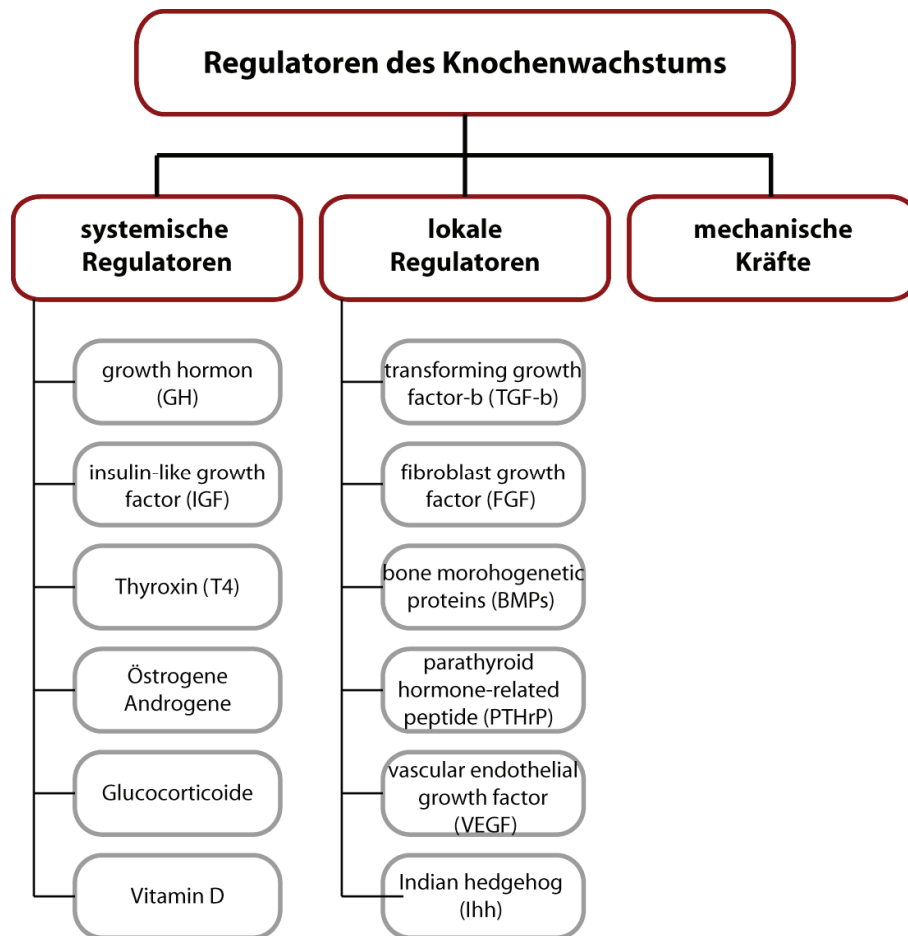 Regulatoren des Knochenwachstums
systemische
Regulatoren
lokale
Regulatoren
mechanische
Kräfte
growth hormon
(GH)
insulin-like growth
factor (IGF)
Thyroxin (T4)
Östrogene
Androgene
Glucocorticoide
Vitamin D
transforming growth
factor-b (TGF-b)
fibroblast growth
factor (FGF)
bone morohogenetic
proteins (BMPs)
parathyroid
hormone-related
peptide (PTHrP)
vascular endothelial
growth factor
(VEGF)
Indian hedgehog
(Ihh)